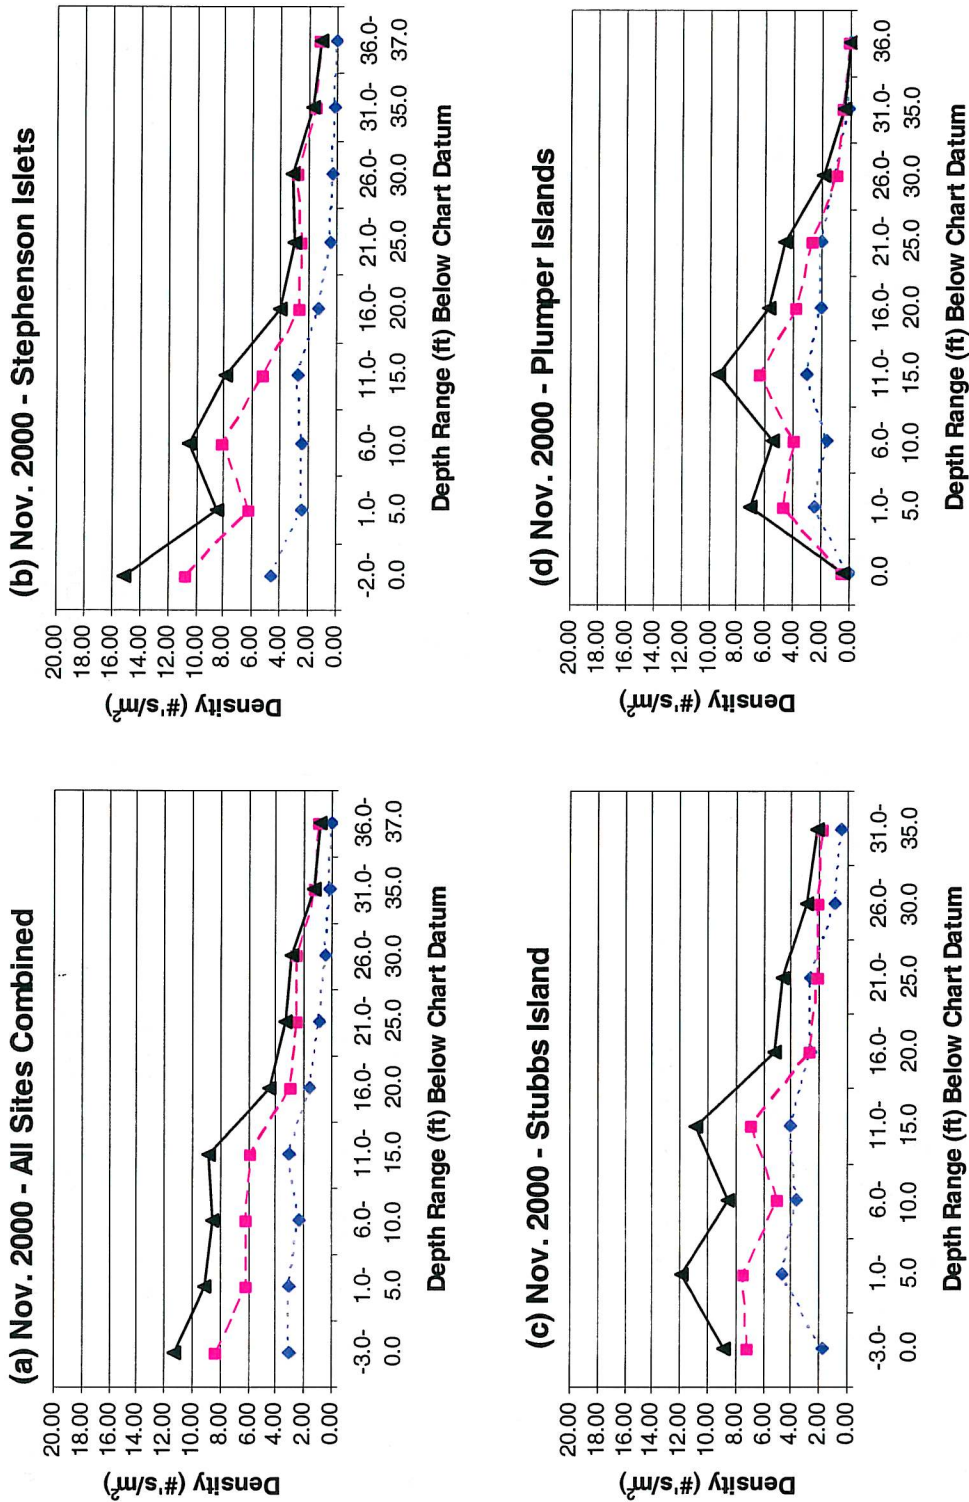 (a) Nov. 2000 - All Sites Combined
20.00
18.00
16.00
14.00
12.00
10.00
8.00
6.00
4.00
2.00
0.00
Density (#'s/m²)
-3.0- 1.0- 6.0- 11.0- 16.0- 21.0- 26.0- 31.0- 36.0-
0.0 5.0 10.0 15.0 20.0 25.0 30.0 35.0 37.0
Depth Range (ft) Below Chart Datum
(b) Nov. 2000 - Stephenson Islets
20.00
18.00
16.00
14.00
12.00
10.00
8.00
6.00
4.00
2.00
0.00
Density (#'s/m²)
-2.0- 1.0- 6.0- 11.0- 16.0- 21.0- 26.0- 31.0- 36.0-
0.0 5.0 10.0 15.0 20.0 25.0 30.0 35.0 37.0
Depth Range (ft) Below Chart Datum
(c) Nov. 2000 - Stubbs Island
20.00
18.00
16.00
14.00
12.00
10.00
8.00
6.00
4.00
2.00
0.00
Density (#'s/m²)
-3.0- 1.0- 6.0- 11.0- 16.0- 21.0- 26.0- 31.0-
0.0 5.0 10.0 15.0 20.0 25.0 30.0 35.0
Depth Range (ft) Below Chart Datum
(d) Nov. 2000 - Plumper Islands
20.00
18.00
16.00
14.00
12.00
10.00
8.00
6.00
4.00
2.00
0.00
Density (#'s/m²)
0.0 1.0- 6.0- 11.0- 16.0- 21.0- 26.0- 31.0- 36.0
5.0 10.0 15.0 20.0 25.0 30.0 35.0
Depth Range (ft) Below Chart Datum